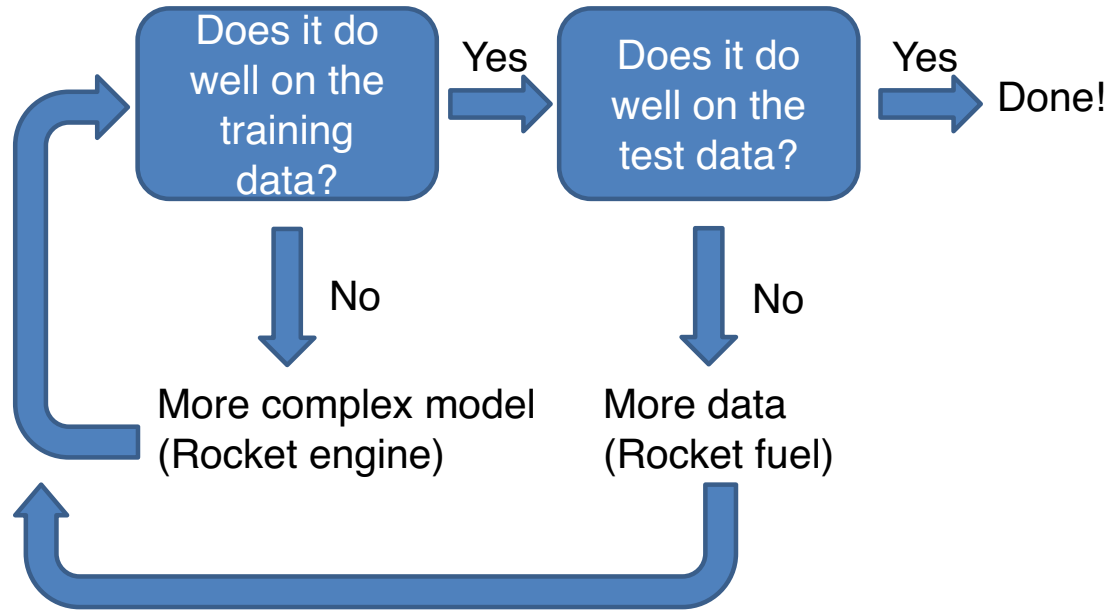 Does it do
well on the
training
data?
Yes
Does it do
well on the
test data?
Yes
Done!
No
No
More complex model
(Rocket engine)
More data
(Rocket fuel)